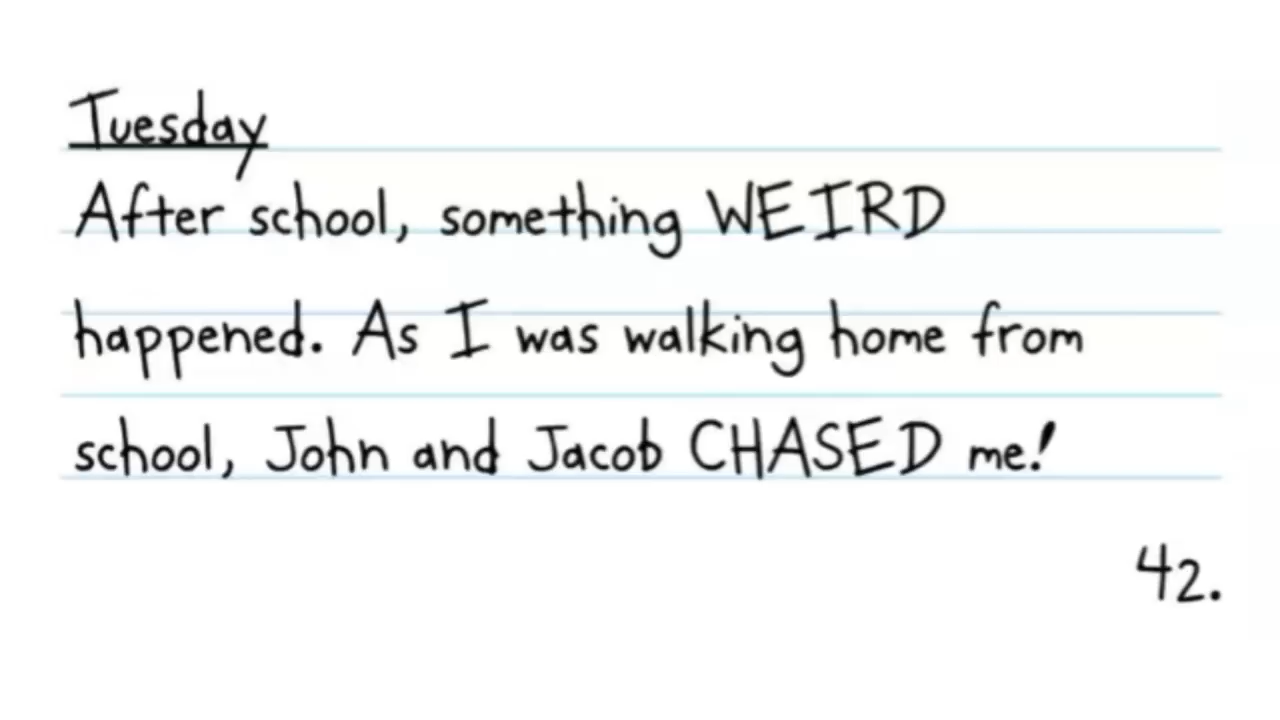 Tuesday
After school, something WEIRD
happened. As I was walking home from
school, John and Jacob CHASED me!
42.